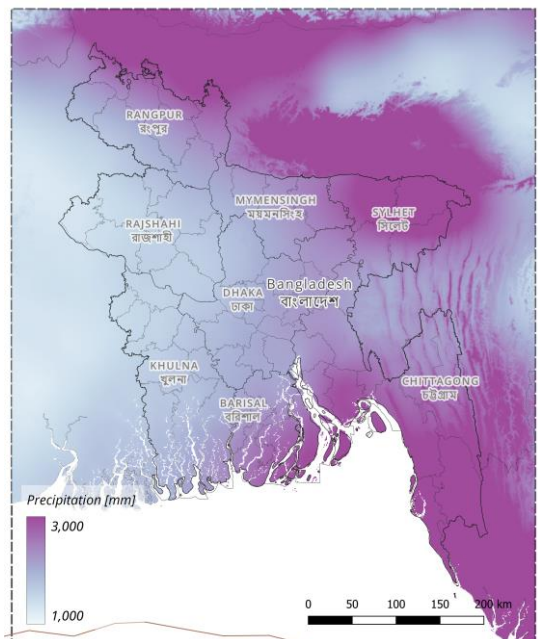 RANGPUR
রংপুর
MYMENSINGH
ময়মনসিংহ
SYLHET
সিলেট
RAJSHAHI
রাজশাহী
Bangladesh
বাংলাদেশ
DHAKA
ঢাকা
KHULNA
খুলনা
CHITTAGONG
চট্টগ্রাম
BARISAL
বরিশাল
Precipitation [mm]
3,000
1,000
0 50 100 150 200 km